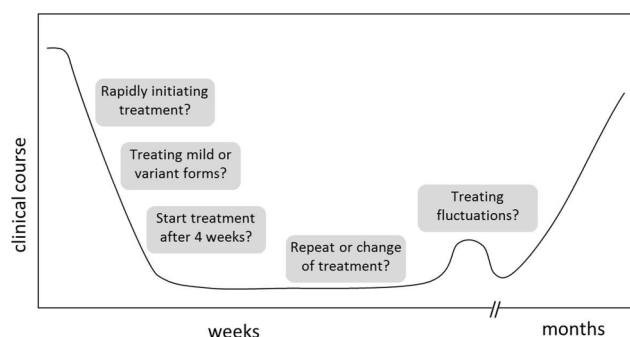 Rapidly initiating
treatment?
Treating mild or
variant forms?
Start treatment
after 4 weeks?
Repeat or change
of treatment?
Treating
fluctuations?
clinical course
weeks
months